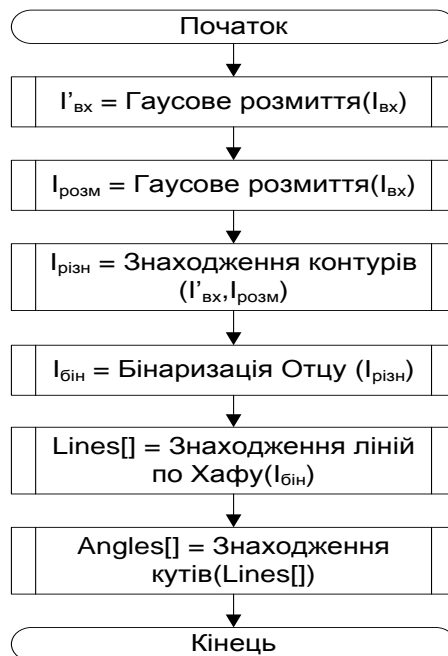 Початок
I'вх = Гаусове розмиття(Iвх)
Iрозм = Гаусове розмиття(Iвх)
Iрізн = Знаходження контурів
(I'вх,Iрозм)
Iбін = Бінаризація Отцу (Iрізн)
Lines[] = Знаходження ліній
по Хафу(Iбін)
Angles[] = Знаходження
кутів(Lines[])
Кінець